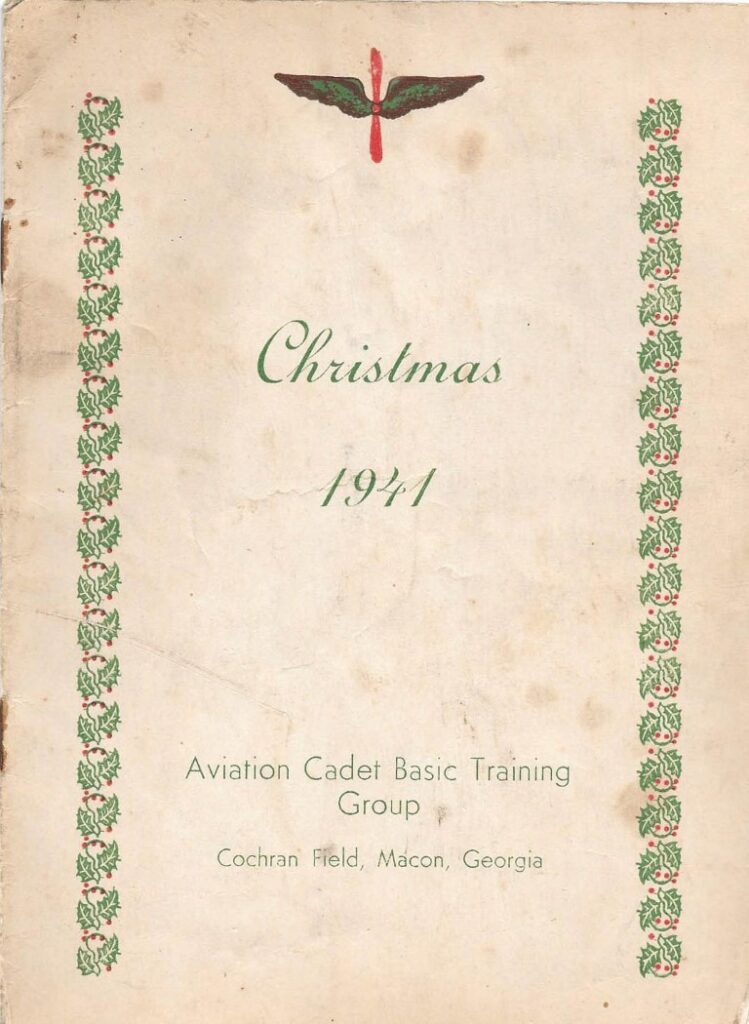 Christmas
1941
Aviation Cadet Basic Training
Group
Cochran Field, Macon, Georgia